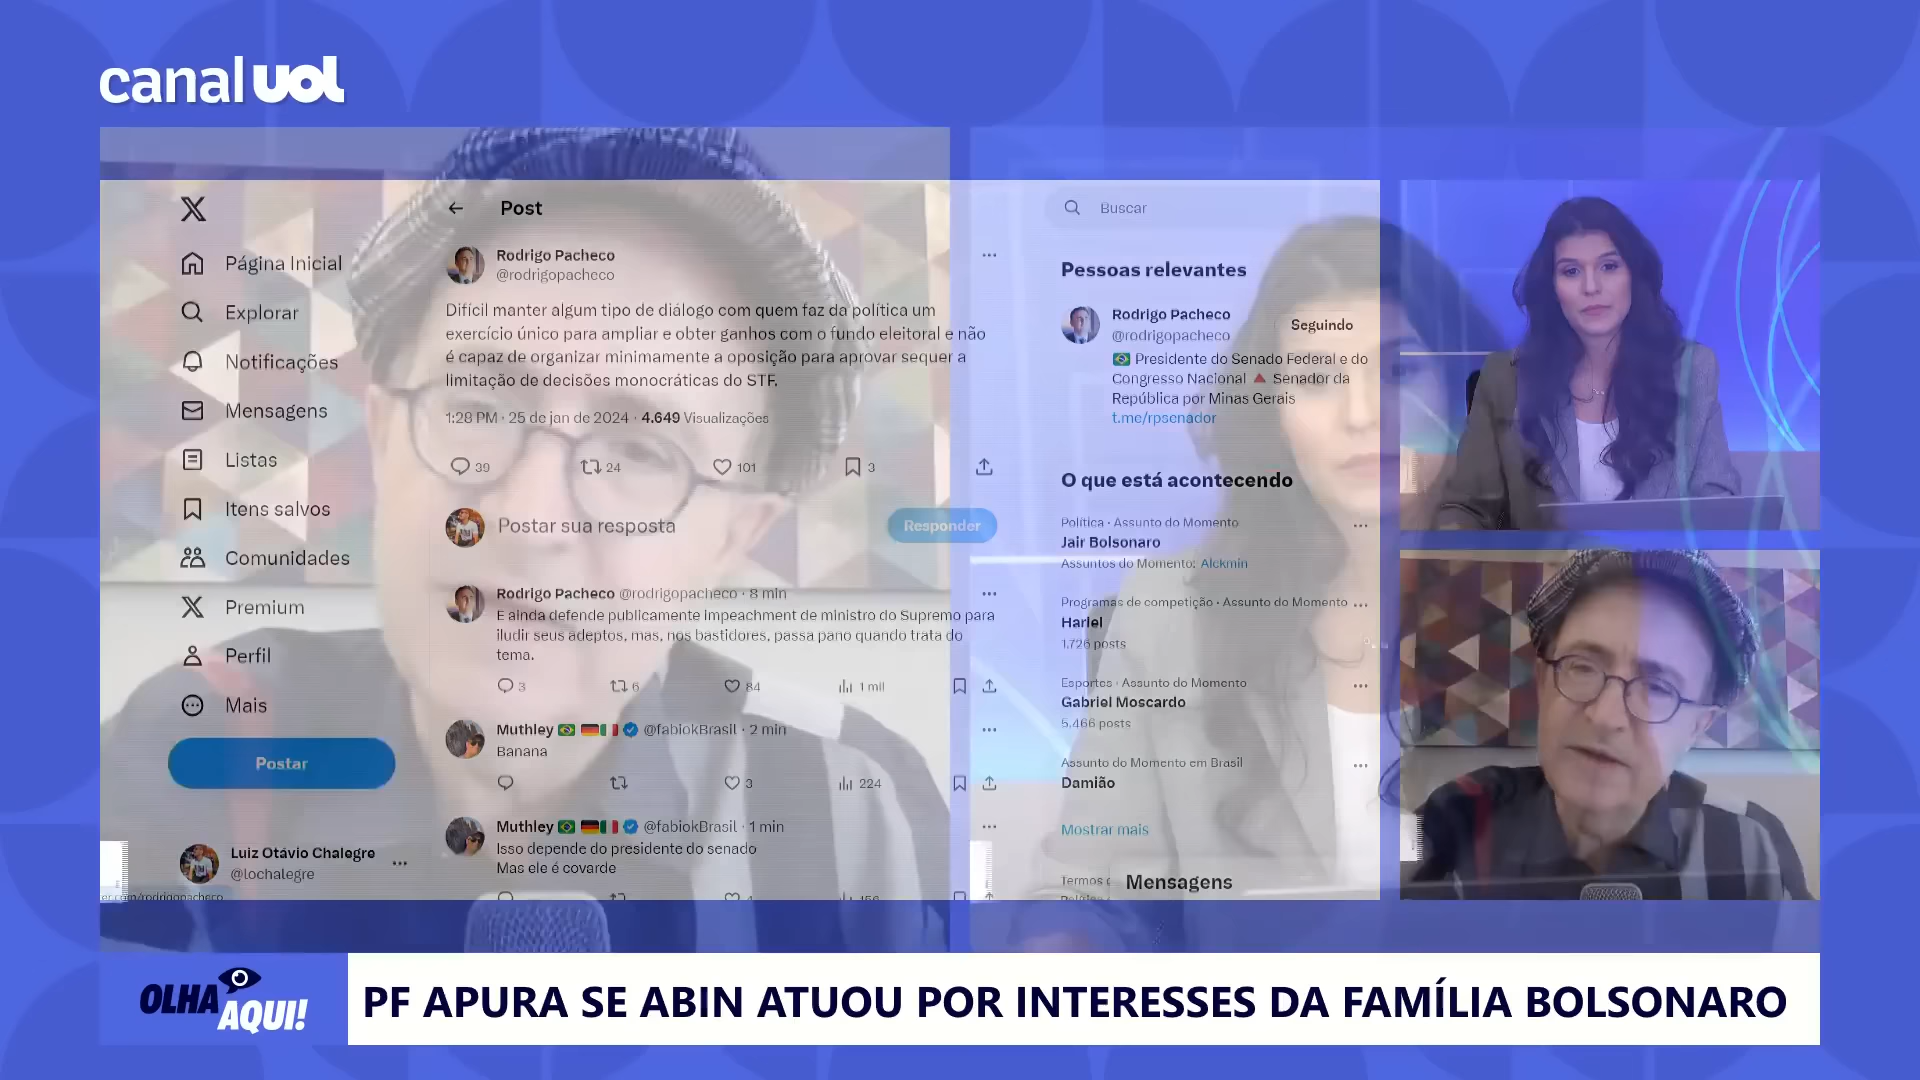 canal uol
Página Inicial
Explorar
Notificações
Mensagens
Listas
Itens salvos
Comunidades
Premium
Perfil
Mais
Postar
Luiz Otávio Chalegre
@lochalegre
Post
Rodrigo Pacheco
@rodrigopacheco
Difícil manter algum tipo de diálogo com quem faz da política um
exercício único para ampliar e obter ganhos com o fundo eleitoral e não
é capaz de organizar minimamente a oposição para aprovar sequer a
limitação de decisões monocráticas do STF.
1:28 PM · 25 de jan de 2024 · 4.649 Visualizações
39 24 101 3
Postar sua resposta
Responder
Rodrigo Pacheco @rodrigopacheco · 8 min
E ainda defende publicamente impeachment de ministro do Supremo para
iludir seus adeptos, mas, nos bastidores, passa pano quando trata do
tema.
3 6 84 1 mil
Muthley @fabiokBrasil · 2 min
Banana
3 224
Muthley @fabiokBrasil · 1 min
Isso depende do presidente do senado
Mas ele é covarde
4 156
Buscar
Pessoas relevantes
Rodrigo Pacheco
@rodrigopacheco
Seguindo
Presidente do Senado Federal e do
Congresso Nacional 🔺 Senador da
República por Minas Gerais
t.me/rpsenador
O que está acontecendo
Política · Assunto do Momento
Jair Bolsonaro
Assuntos do Momento: Alckmin
Programas de competição · Assunto do Momento
Hariel
1.726 posts
Esportes · Assunto do Momento
Gabriel Moscardo
5.466 posts
Assunto do Momento em Brasil
Damião
Mostrar mais
Termos
Mensagens
OLHA
AQUI!
PF APURA SE ABIN ATUOU POR INTERESSES DA FAMÍLIA BOLSONARO